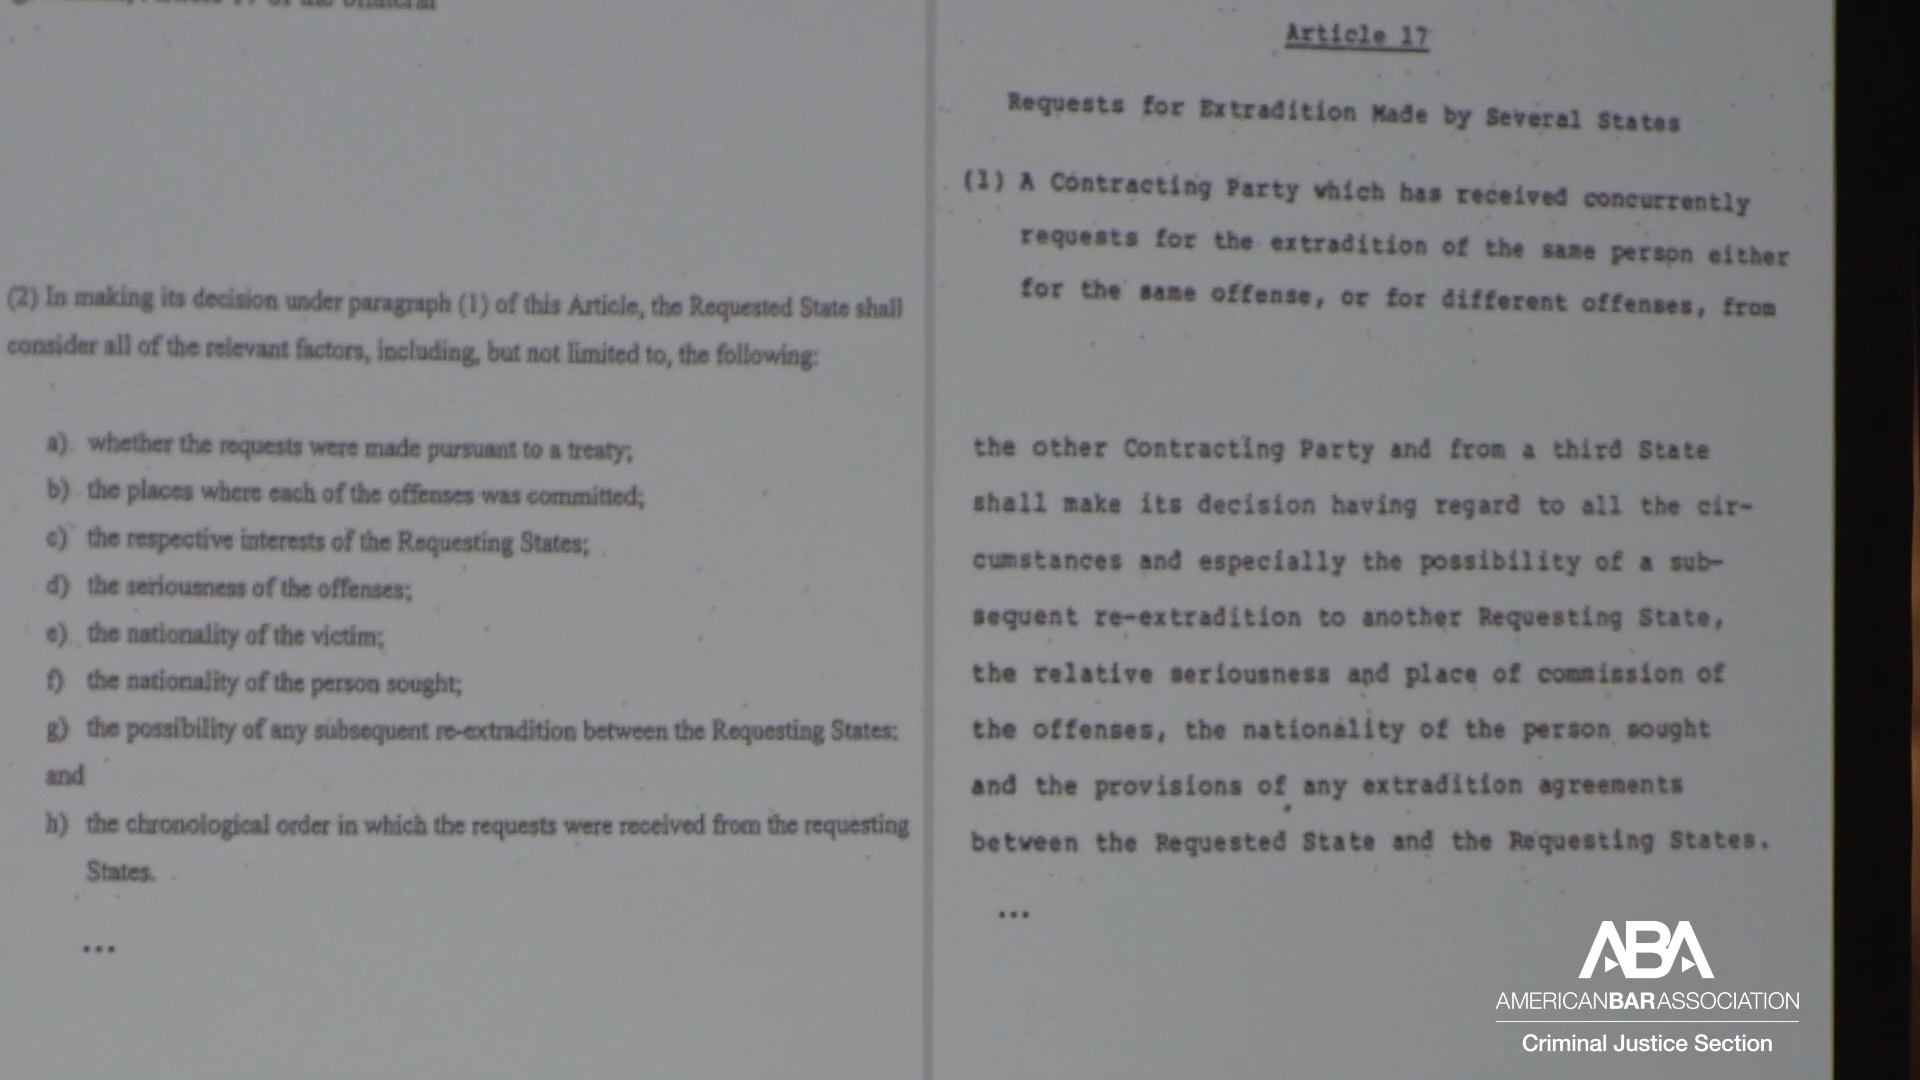 Article 17 of the bilateral
(2) In making its decision under paragraph (1) of this Article, the Requested State shall
consider all of the relevant factors, including, but not limited to, the following:
a) whether the requests were made pursuant to a treaty;
b) the places where each of the offenses was committed;
c) the respective interests of the Requesting States;
d) the seriousness of the offenses;
e) the nationality of the victim;
f) the nationality of the person sought;
g) the possibility of any subsequent re-extradition between the Requesting States;
and
h) the chronological order in which the requests were received from the requesting
States.
...
Article 17
Requests for Extradition Made by Several States
(1) A Contracting Party which has received concurrently
requests for the extradition of the same person either
for the same offense, or for different offenses, from
the other Contracting Party and from a third State
shall make its decision having regard to all the cir-
cumstances and especially the possibility of a sub-
sequent re-extradition to another Requesting State,
the relative seriousness and place of commission of
the offenses, the nationality of the person sought
and the provisions of any extradition agreements
between the Requested State and the Requesting States.
...
ABA
AMERICANBARASSOCIATION
Criminal Justice Section